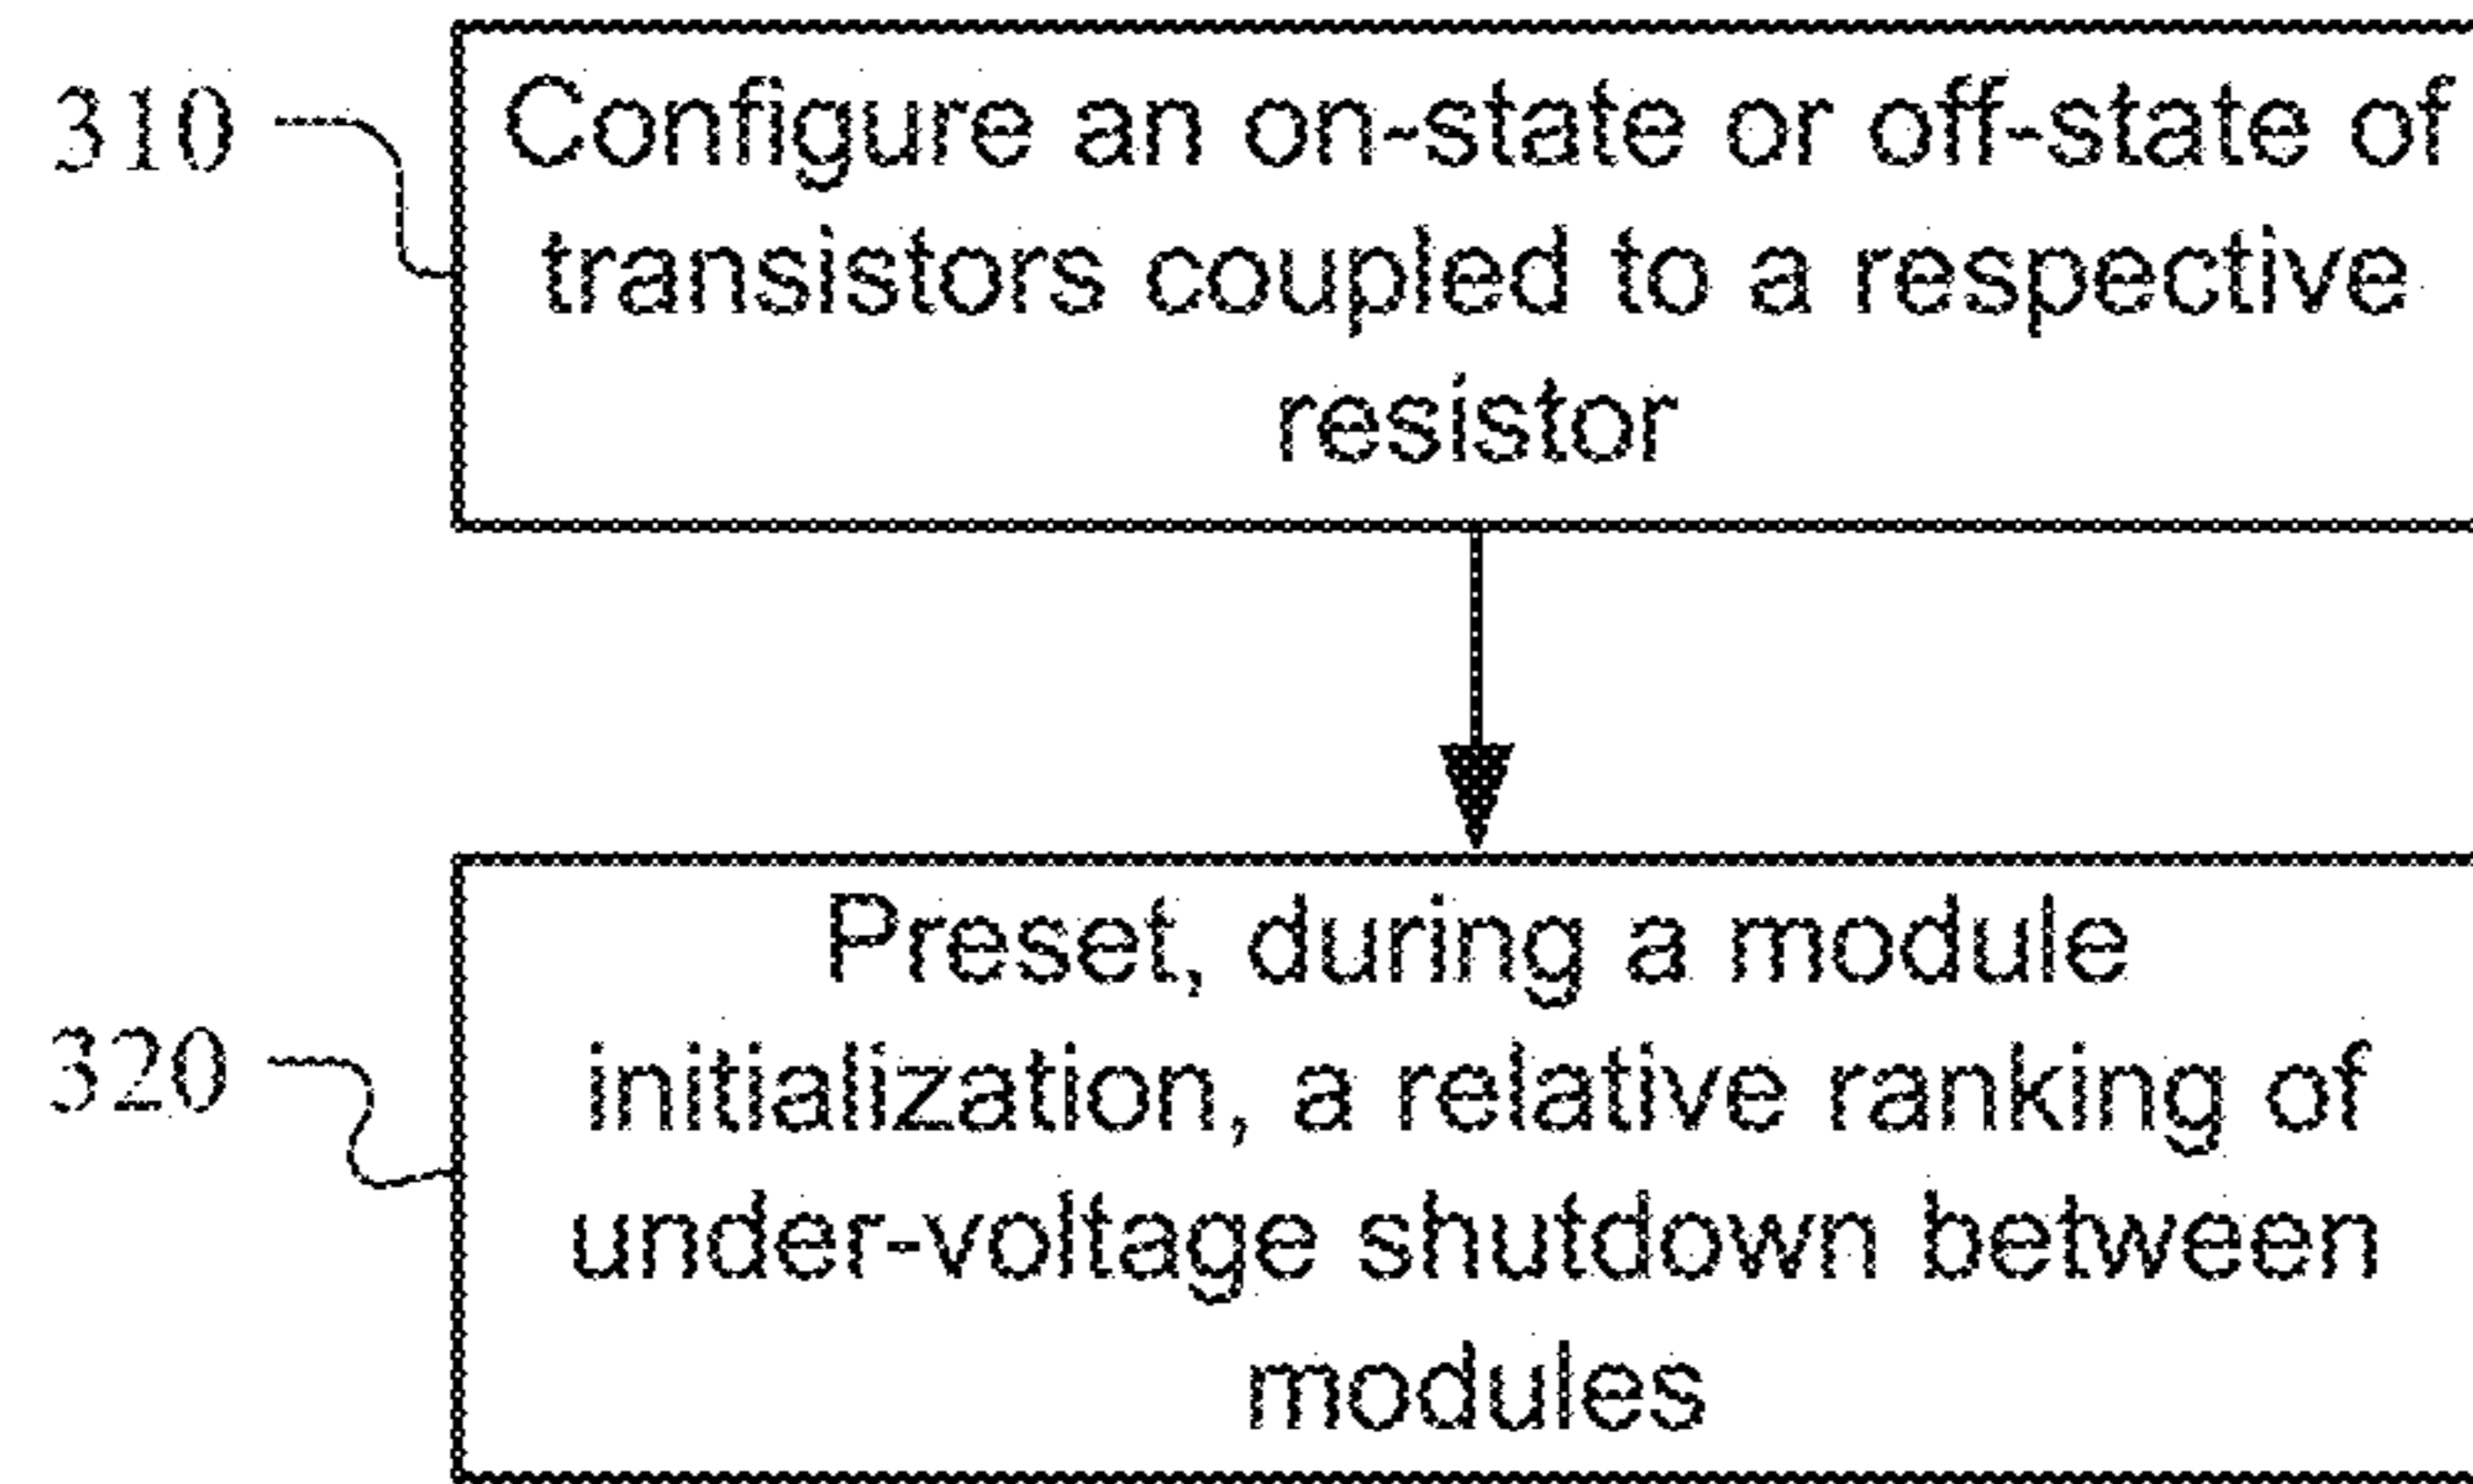 310
Configure an on-state or off-state of
transistors coupled to a respective
resistor
320
Preset, during a module
initialization, a relative ranking of
under-voltage shutdown between
modules